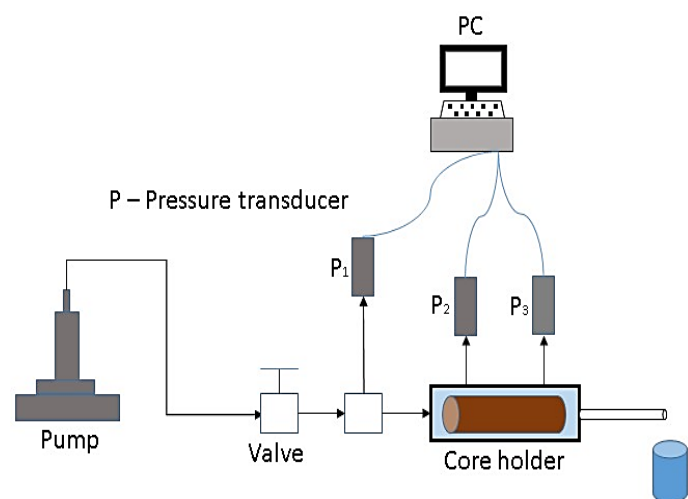 PC
P – Pressure transducer
P1
P2
P3
Pump
Valve
Core holder